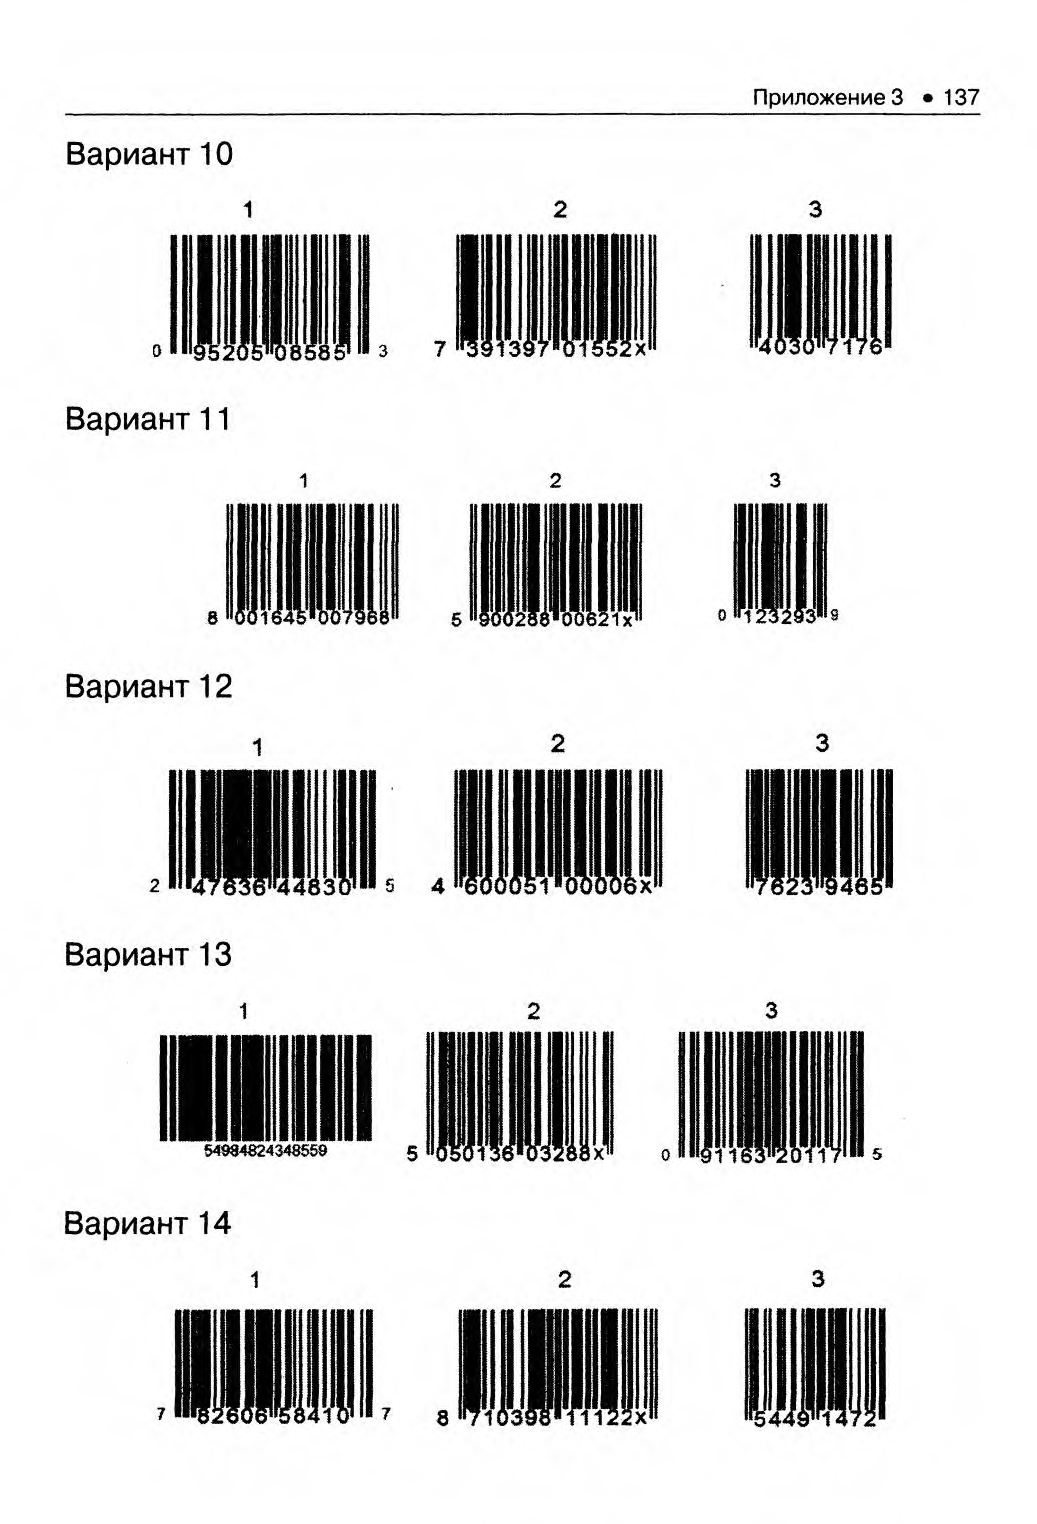 Приложение 3 • 137
Вариант 10
1 2 3
0 95205 08585 3 7 391397 01552x 4030 7176
Вариант 11
1 2 3
8 001645 007968 5 900288 00621x 0 123293 9
Вариант 12
1 2 3
2 47636 44830 5 4 600051 00006x 7623 9465
Вариант 13
1 2 3
54984824348559 5 050136 03288x 0 91163 20117 5
Вариант 14
1 2 3
7 82606 58410 7 8 710398 11122x 5449 1472